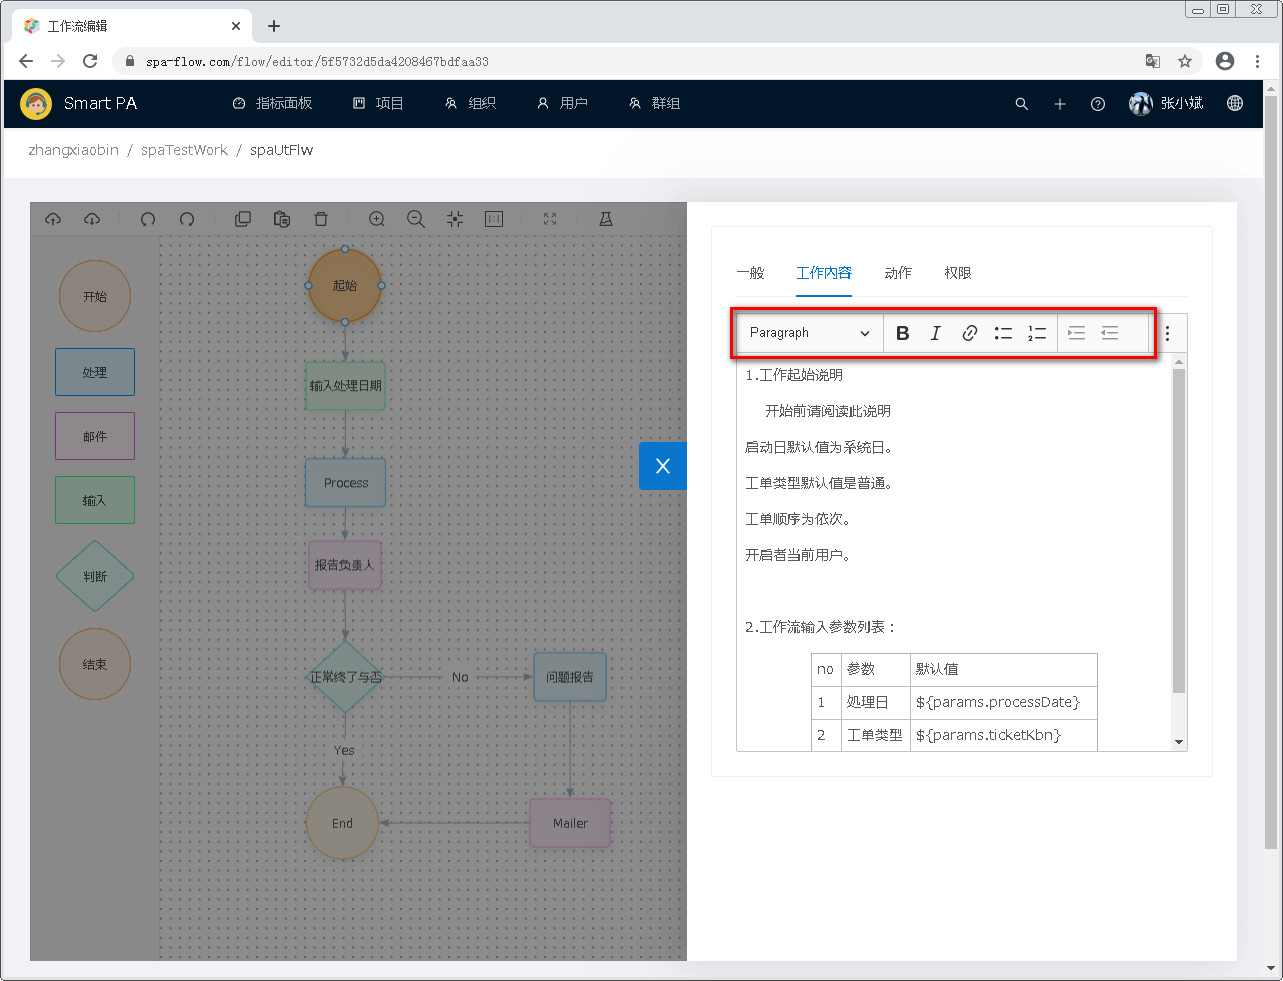 工作流编辑
spa-flow.com/flow/editor/5f5732d5da4208467bdfaa33
Smart PA 指标面板 项目 组织 用户 群组 张小斌
zhangxiaobin / spaTestWork / spaUtFlw
1:1
开始
处理
邮件
输入
判断
结束
起始
输入处理日期
Process
报告负责人
正常终了与否
No
问题报告
Yes
End
Mailer
X
一般 工作内容 动作 权限
Paragraph B I
1.工作起始说明
开始前请阅读此说明
启动日默认值为系统日。
工单类型默认值是普通。
工单顺序为依次。
开启者当前用户。
2.工作流输入参数列表：
no 参数 默认值
1 处理日 ${params.processDate}
2 工单类型 ${params.ticketKbn}